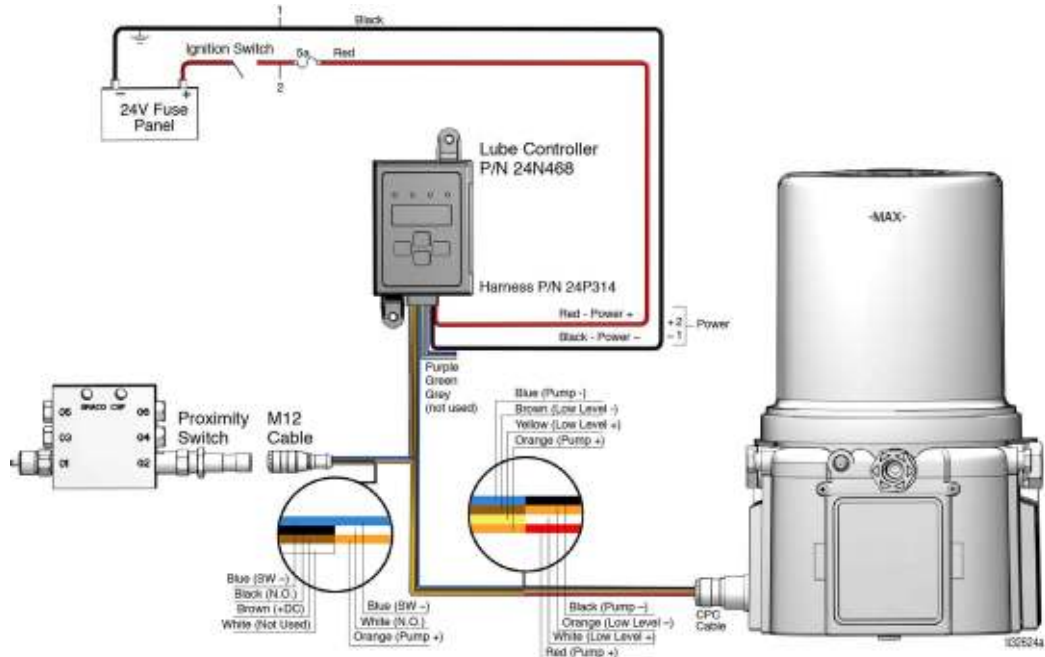 1
Black
Ignition Switch
5a
Red
2
24V Fuse
Panel
Lube Controller
P/N 24N468
-MAX-
Harness P/N 24P314
Red - Power +
+ 2
Power
Black - Power –
– 1
Purple
Green
Grey
(not used)
Blue (Pump -)
Brown (Low Level -)
Yellow (Low Level +)
Orange (Pump +)
GRACO CSP
Proximity
Switch
M12
Cable
Blue (SW –)
Black (N.O.)
Brown (+DC)
White (Not Used)
Blue (SW –)
White (N.O.)
Orange (Pump +)
Black (Pump –)
Orange (Low Level –)
White (Low Level +)
Red (Pump +)
CPC
Cable
ti32624a